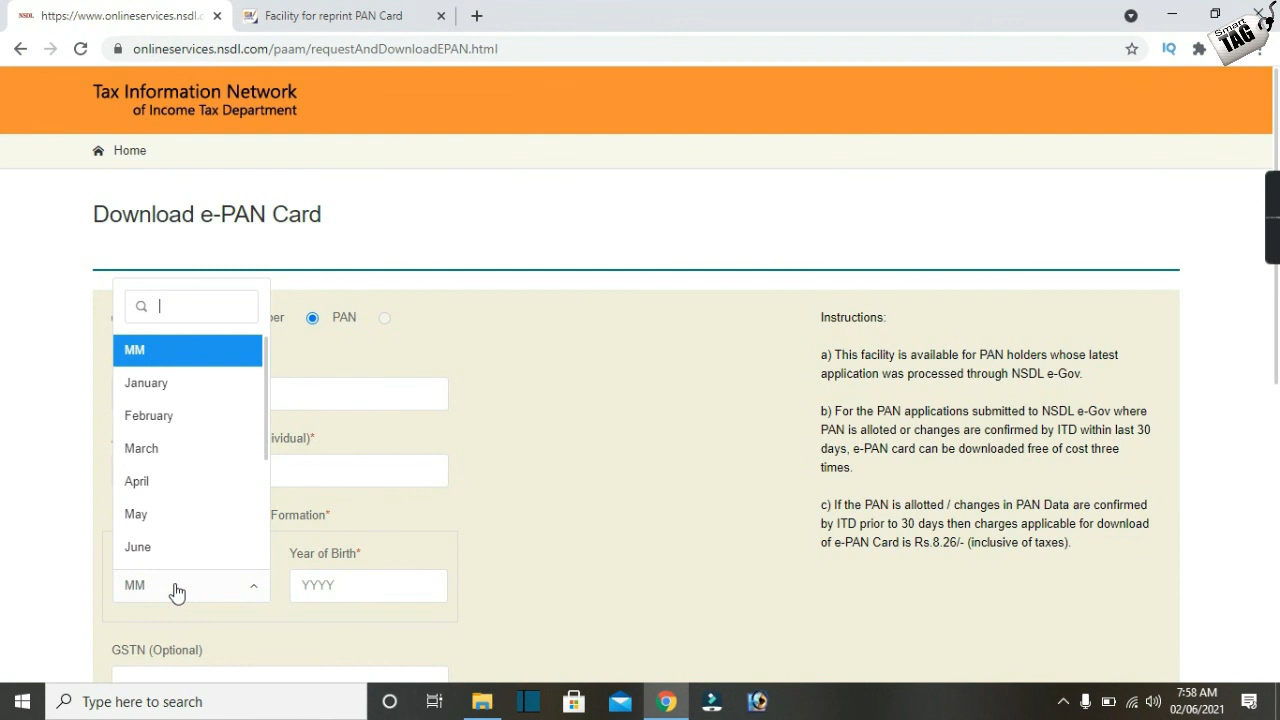 NSDL https://www.onlineservices.nsdl.c
Facility for reprint PAN Card
onlineservices.nsdl.com/paam/requestAndDownloadEPAN.html
IQ
Smart
TAG
Tax Information Network
of Income Tax Department
Home
Download e-PAN Card
ber
PAN
MM
January
February
March
April
May
June
MM
ividual)*
Formation*
Year of Birth*
YYYY
GSTN (Optional)
Instructions:
a) This facility is available for PAN holders whose latest
application was processed through NSDL e-Gov.
b) For the PAN applications submitted to NSDL e-Gov where
PAN is alloted or changes are confirmed by ITD within last 30
days, e-PAN card can be downloaded free of cost three
times.
c) If the PAN is allotted / changes in PAN Data are confirmed
by ITD prior to 30 days then charges applicable for download
of e-PAN Card is Rs.8.26/- (inclusive of taxes).
Type here to search
7:58 AM
02/06/2021